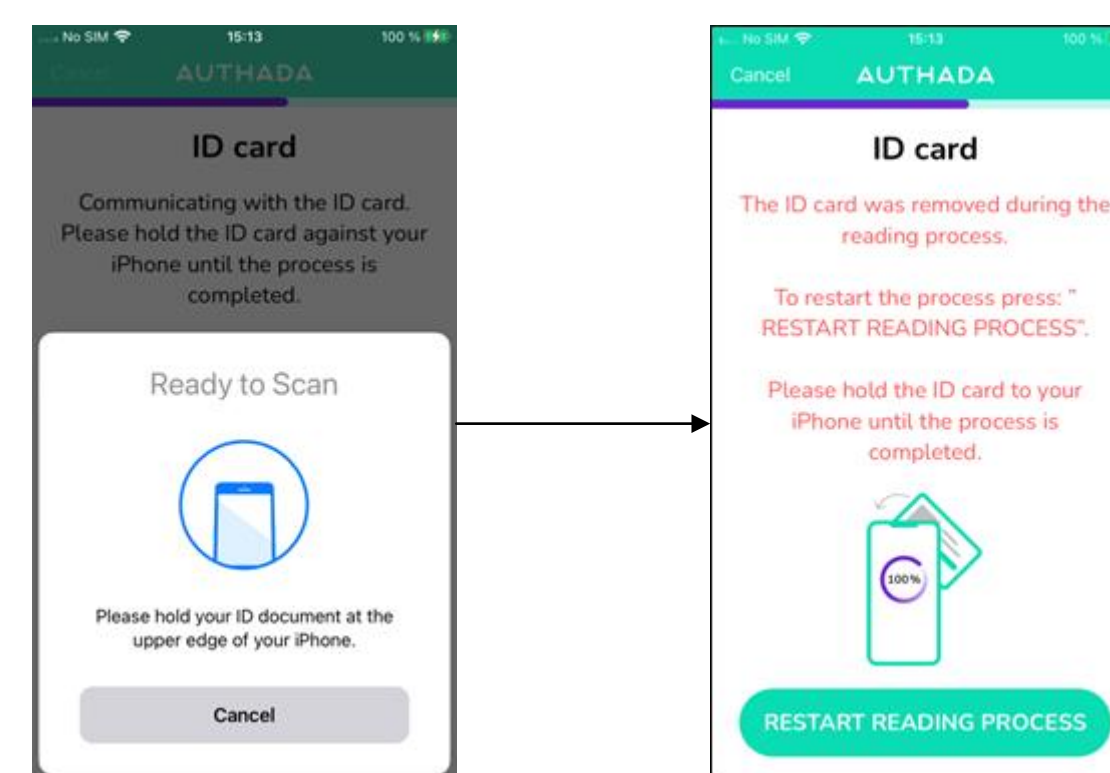 No SIM 15:13 100 %
Cancel AUTHADA
ID card
Communicating with the ID card.
Please hold the ID card against your
iPhone until the process is
completed.
Ready to Scan
Please hold your ID document at the
upper edge of your iPhone.
Cancel
No SIM 15:13 100 %
Cancel AUTHADA
ID card
The ID card was removed during the
reading process.
To restart the process press: "
RESTART READING PROCESS".
Please hold the ID card to your
iPhone until the process is
completed.
100%
RESTART READING PROCESS